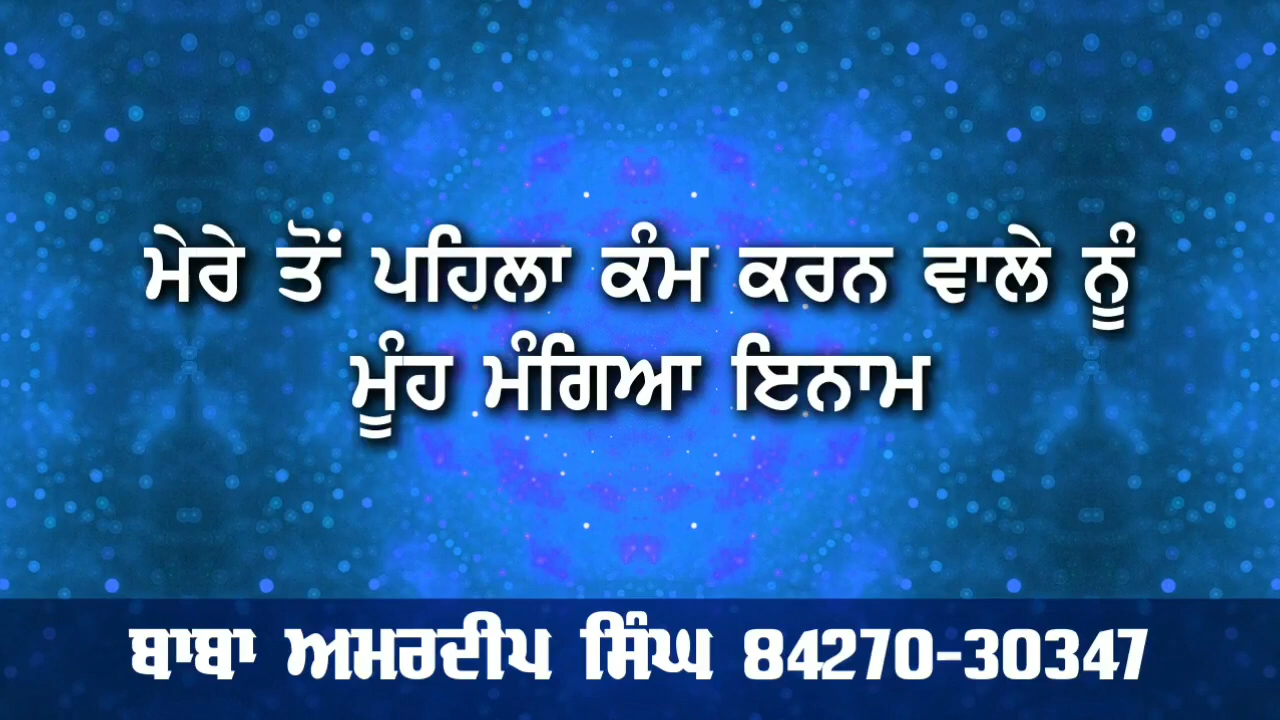 ਮੇਰੇ ਤੋਂ ਪਹਿਲਾ ਕੰਮ ਕਰਨ ਵਾਲੇ ਨੂੰ
ਮੂੰਹ ਮੰਗਿਆ ਇਨਾਮ
ਬਾਬਾ ਅਮਰਦੀਪ ਸਿੰਘ 84270-30347